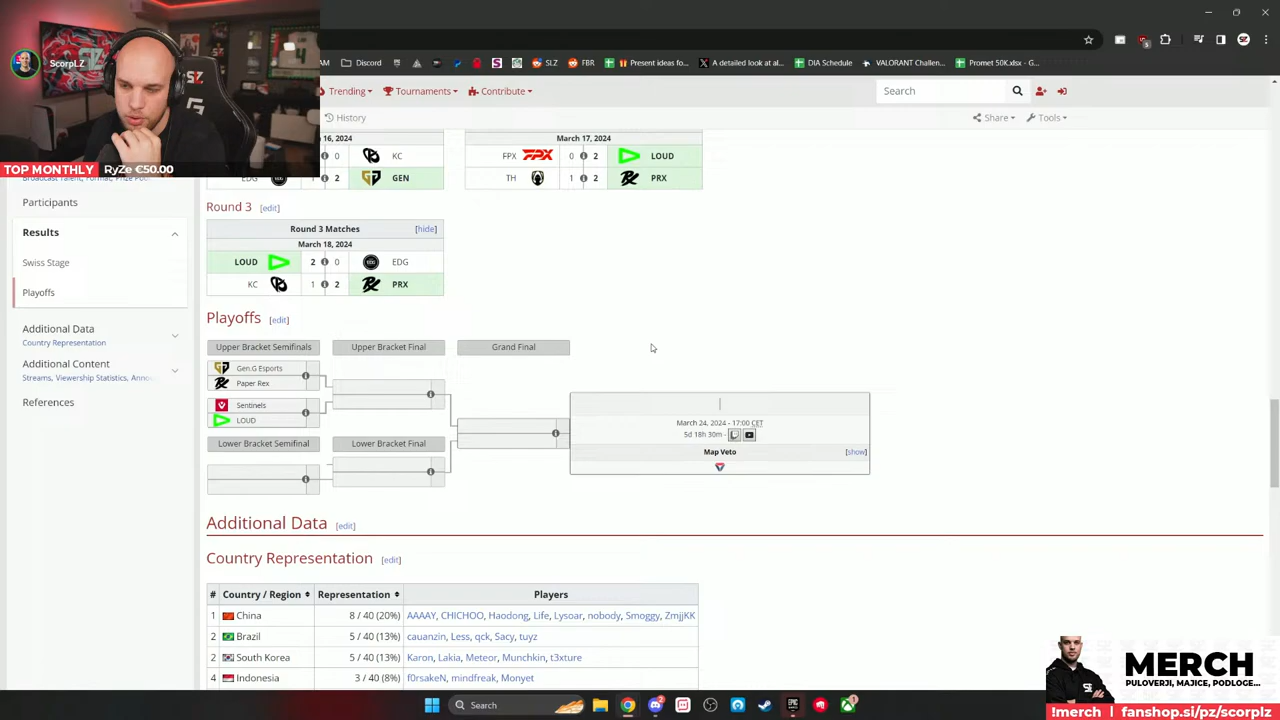 ScorpLZ
TOP MONTHLY RyZe €50.00
AM Discord SLZ FBR Present ideas fo... A detailed look at al... DIA Schedule VALORANT Challen... Promet 50K.xlsx - G...
Trending Tournaments Contribute Search
History Share Tools
Participants
Results
Swiss Stage
Playoffs
Additional Data
Country Representation
Additional Content
Streams, Viewership Statistics, Anno
References
16, 2024
0 KC
EDG 1 2 GEN
March 17, 2024
FPX 0 2 LOUD
TH 1 2 PRX
Round 3 [edit]
Round 3 Matches [hide]
March 18, 2024
LOUD 2 0 EDG
KC 1 2 PRX
Playoffs [edit]
Upper Bracket Semifinals Upper Bracket Final Grand Final
Gen.G Esports
Paper Rex
Sentinels
LOUD
March 24, 2024 - 17:00 CET
5d 18h 30m -
Map Veto [show]
Lower Bracket Semifinal Lower Bracket Final
Additional Data [edit]
Country Representation [edit]
# Country / Region Representation Players
1 China 8 / 40 (20%) AAAAY, CHICHOO, Haodong, Life, Lysoar, nobody, Smoggy, ZmjjKK
2 Brazil 5 / 40 (13%) cauanzin, Less, qck, Sacy, tuyz
2 South Korea 5 / 40 (13%) Karon, Lakia, Meteor, Munchkin, t3xture
4 Indonesia 3 / 40 (8%) f0rsakeN, mindfreak, Monyet
MERCH
PULOVERJI, MAJICE, PODLOGE...
!merch | fanshop.si/pz/scorplz
Search